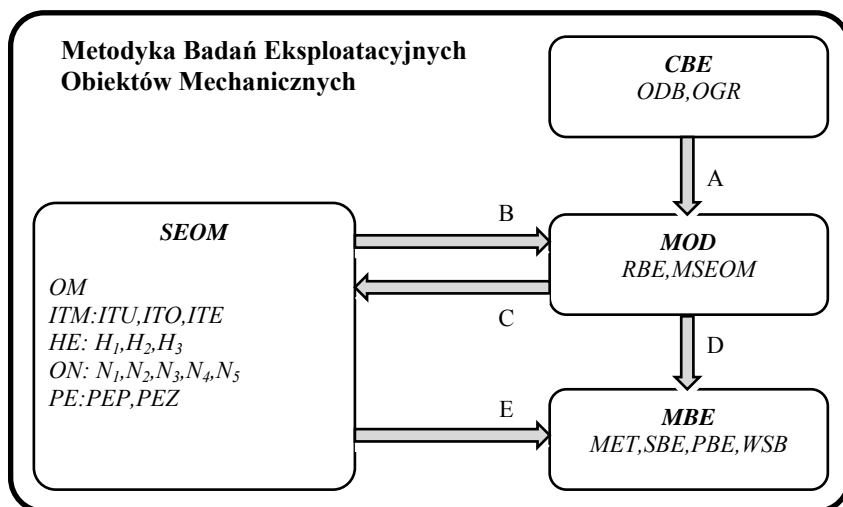 Metodyka Badań Eksploatacyjnych
Obiektów Mechanicznych
CBE
ODB,OGR
A
SEOM
OM
ITM:ITU,ITO,ITE
HE: H₁,H₂,H₃
ON: N₁,N₂,N₃,N₄,N₅
PE:PEP,PEZ
B
C
MOD
RBE,MSEOM
D
E
MBE
MET,SBE,PBE,WSB